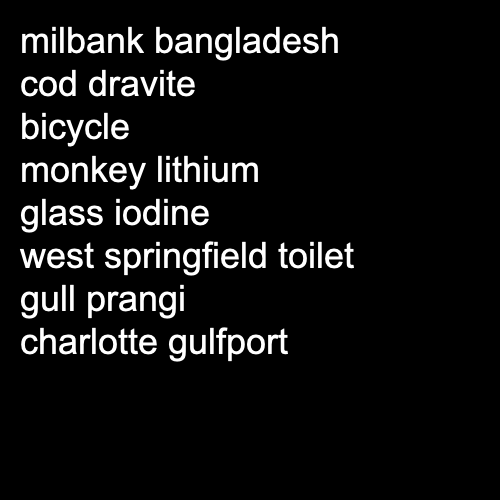 milbank bangladesh
cod dravite
bicycle
monkey lithium
glass iodine
west springfield toilet
gull prangi
charlotte gulfport